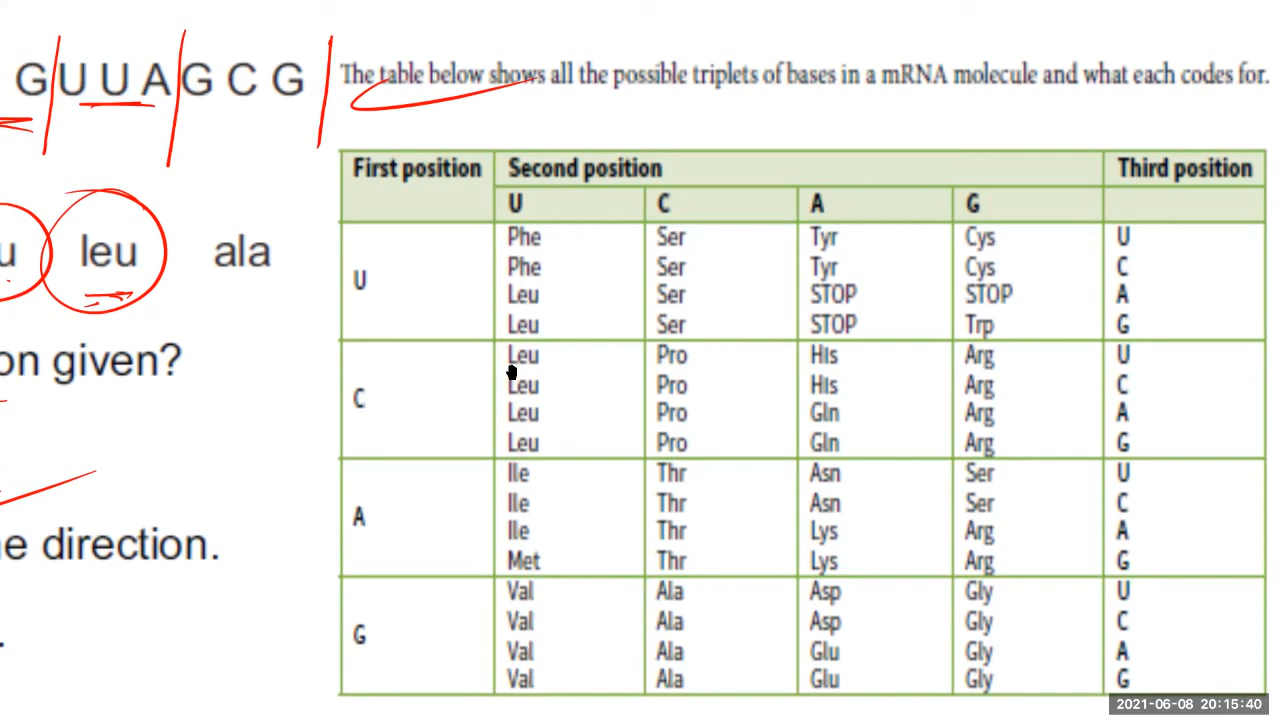 G U U A G C G
u leu ala
on given?
e direction.
.
The table below shows all the possible triplets of bases in a mRNA molecule and what each codes for.
First position Second position Third position
U C A G
U
Phe Ser Tyr Cys U
Phe Ser Tyr Cys C
Leu Ser STOP STOP A
Leu Ser STOP Trp G
C
Leu Pro His Arg U
Leu Pro His Arg C
Leu Pro Gln Arg A
Leu Pro Gln Arg G
A
Ile Thr Asn Ser U
Ile Thr Asn Ser C
Ile Thr Lys Arg A
Met Thr Lys Arg G
G
Val Ala Asp Gly U
Val Ala Asp Gly C
Val Ala Glu Gly A
Val Ala Glu Gly G
2021-06-08 20:15:40